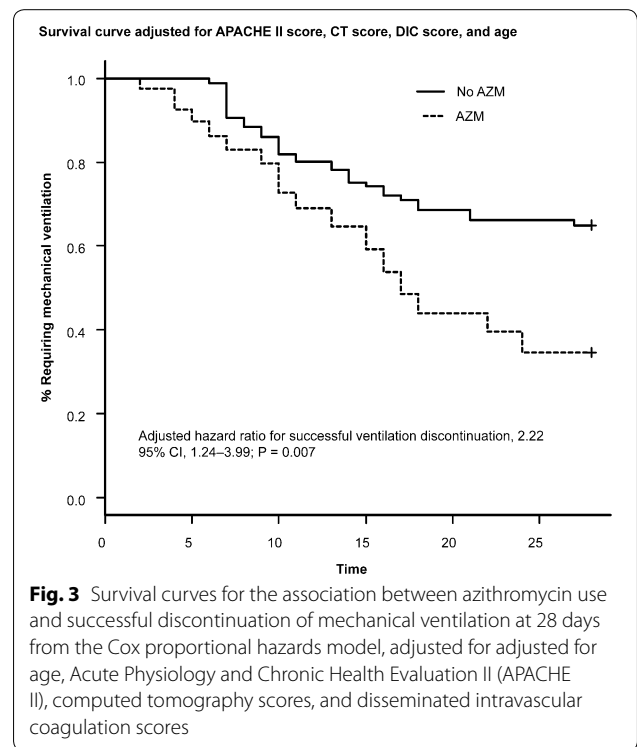 Survival curve adjusted for APACHE II score, CT score, DIC score, and age
1.0
0.8
0.6
0.4
0.2
0.0
% Requiring mechanical ventilation
No AZM
AZM
Adjusted hazard ratio for successful ventilation discontinuation, 2.22
95% CI, 1.24–3.99; P = 0.007
0 5 10 15 20 25
Time
Fig. 3 Survival curves for the association between azithromycin use
and successful discontinuation of mechanical ventilation at 28 days
from the Cox proportional hazards model, adjusted for adjusted for
age, Acute Physiology and Chronic Health Evaluation II (APACHE
II), computed tomography scores, and disseminated intravascular
coagulation scores